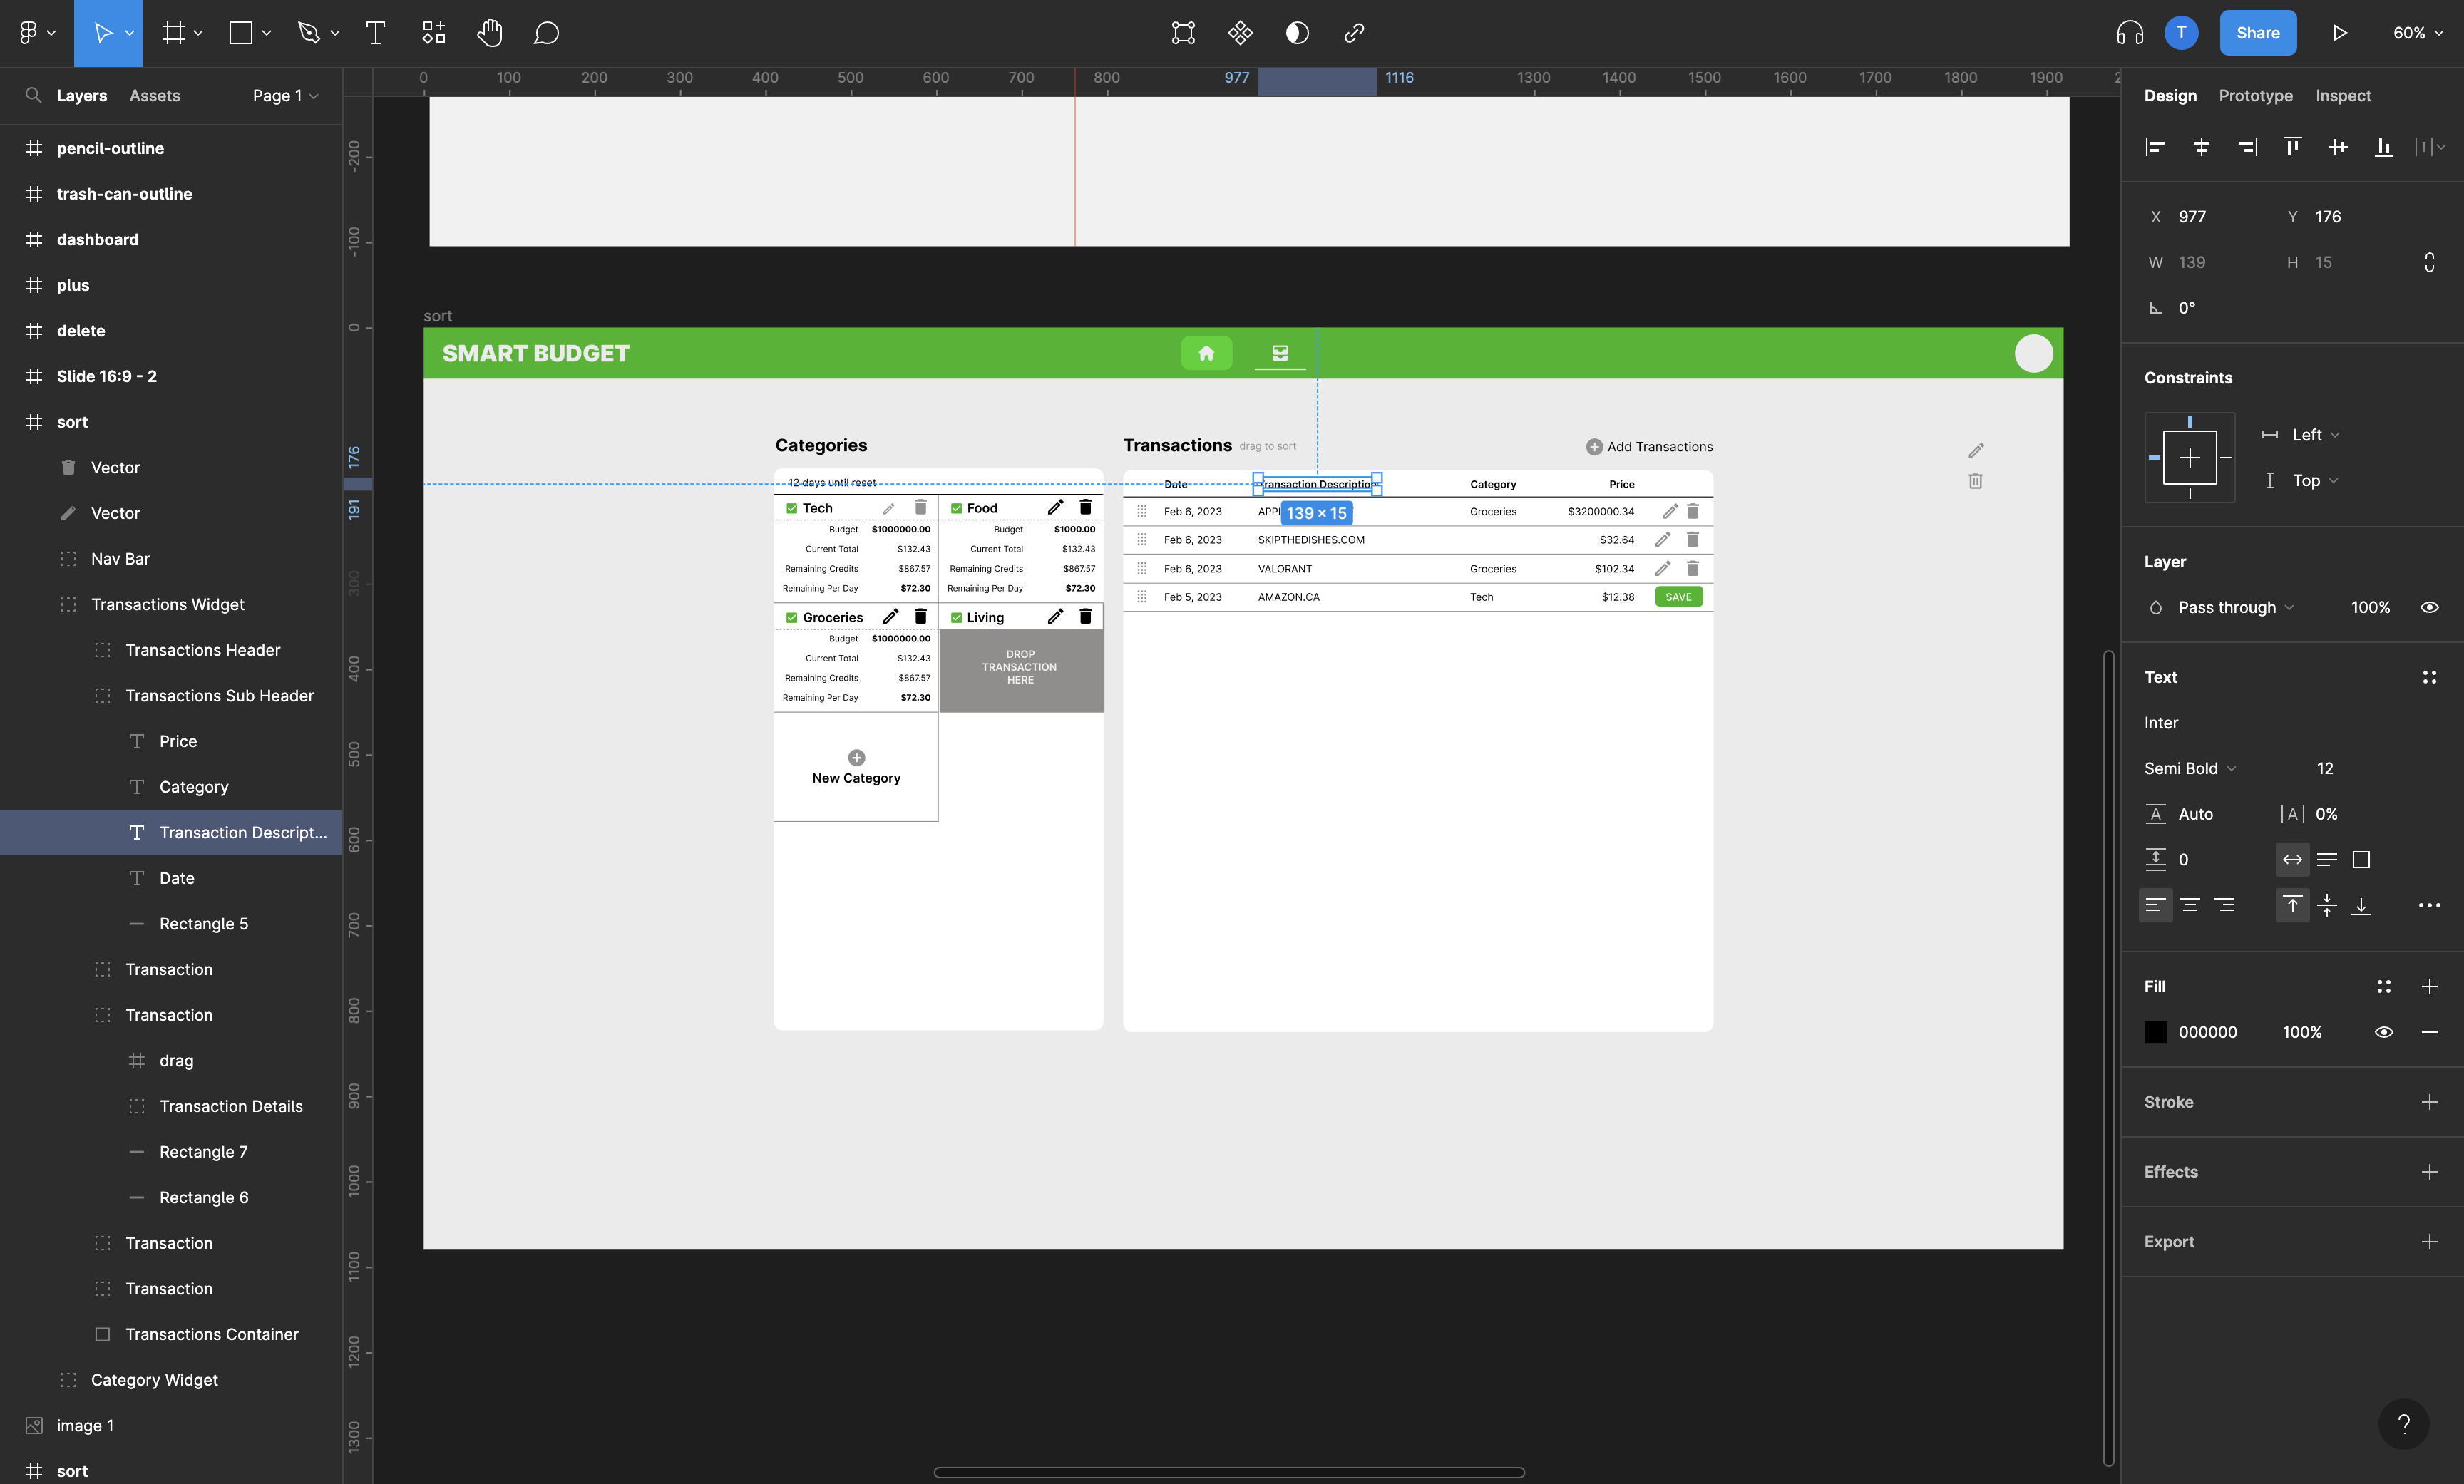 T
Share
60%
Layers
Assets
Page 1
0
100
200
300
400
500
600
700
800
977
1116
1300
1400
1500
1600
1700
1800
1900
2
Design
Prototype
Inspect
pencil-outline
trash-can-outline
dashboard
plus
delete
Slide 16:9 - 2
sort
Vector
Vector
Nav Bar
Transactions Widget
Transactions Header
Transactions Sub Header
Price
Category
Transaction Descript...
Date
Rectangle 5
Transaction
Transaction
drag
Transaction Details
Rectangle 7
Rectangle 6
Transaction
Transaction
Transactions Container
Category Widget
image 1
sort
-200
-100
0
176
191
300
400
500
600
700
800
900
1000
1100
1200
1300
sort
SMART BUDGET
Categories
12 days until reset
Tech
Budget $1000000.00
Current Total $132.43
Remaining Credits $867.57
Remaining Per Day $72.30
Food
Budget $1000.00
Current Total $132.43
Remaining Credits $867.57
Remaining Per Day $72.30
Groceries
Budget $1000000.00
Current Total $132.43
Remaining Credits $867.57
Remaining Per Day $72.30
Living
DROP
TRANSACTION
HERE
New Category
Transactions drag to sort
Add Transactions
Date Transaction Description Category Price
Feb 6, 2023 APPL Groceries $3200000.34
139 × 15
Feb 6, 2023 SKIPTHEDISHES.COM $32.64
Feb 6, 2023 VALORANT Groceries $102.34
Feb 5, 2023 AMAZON.CA Tech $12.38 SAVE
X 977 Y 176
W 139 H 15
0°
Constraints
Left
Top
Layer
Pass through 100%
Text
Inter
Semi Bold 12
A Auto |A| 0%
0
Fill
000000 100%
Stroke
Effects
Export
?